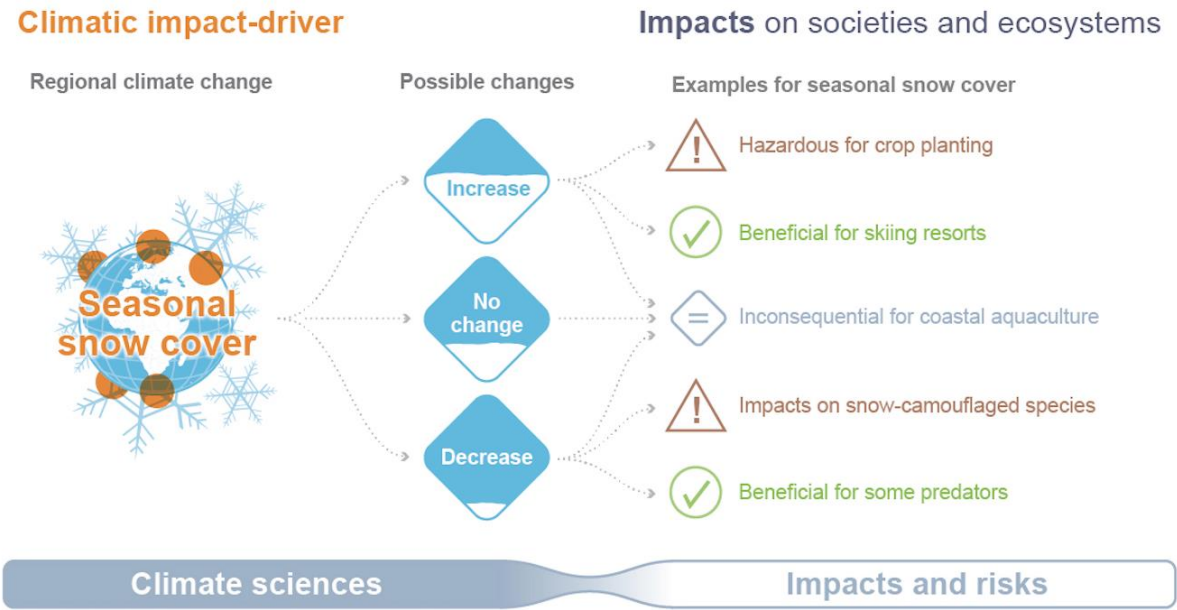 Climatic impact-driver
Impacts on societies and ecosystems
Regional climate change
Possible changes
Examples for seasonal snow cover
Seasonal
snow cover
Increase
No
change
Decrease
Hazardous for crop planting
Beneficial for skiing resorts
Inconsequential for coastal aquaculture
Impacts on snow-camouflaged species
Beneficial for some predators
Climate sciences
Impacts and risks